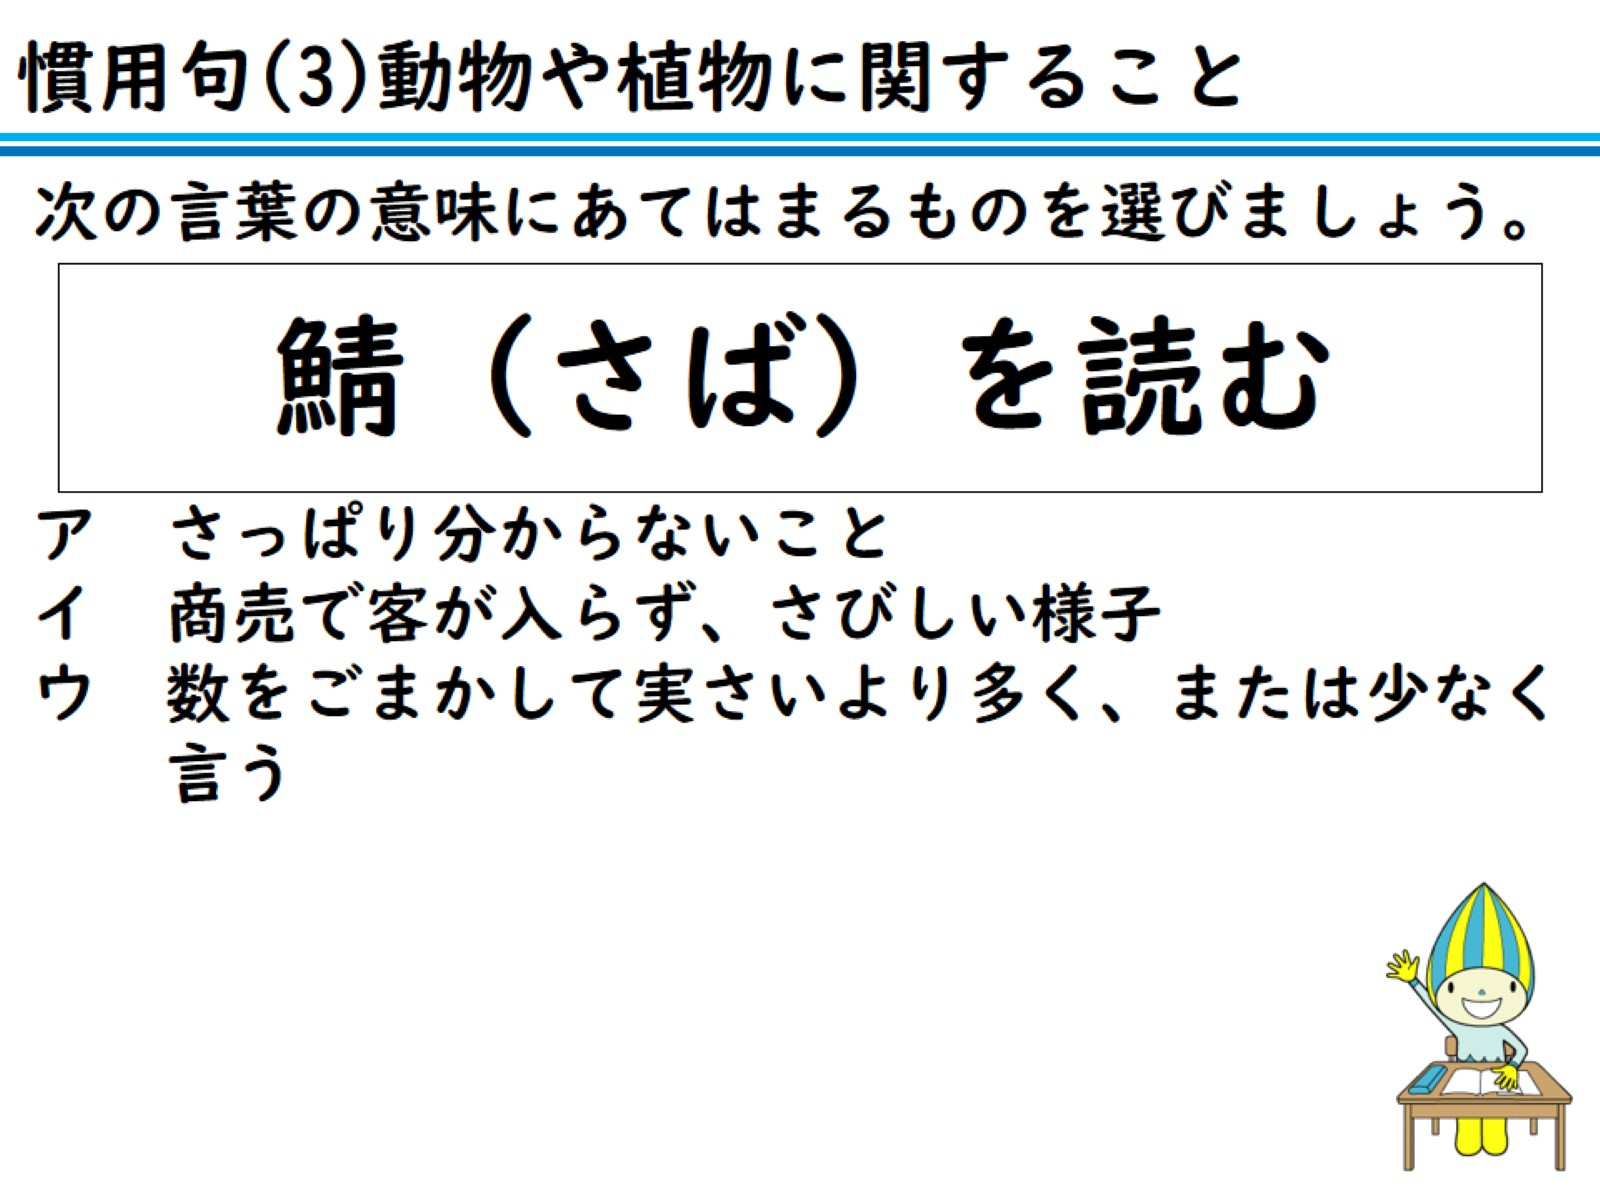 慣用句(3)動物や植物に関すること
次の言葉の意味にあてはまるものを選びましょう。
鯖（さば）を読む
ア　さっぱり分からないこと
イ　商売で客が入らず、さびしい様子
ウ　数をごまかして実さいより多く、または少なく
言う